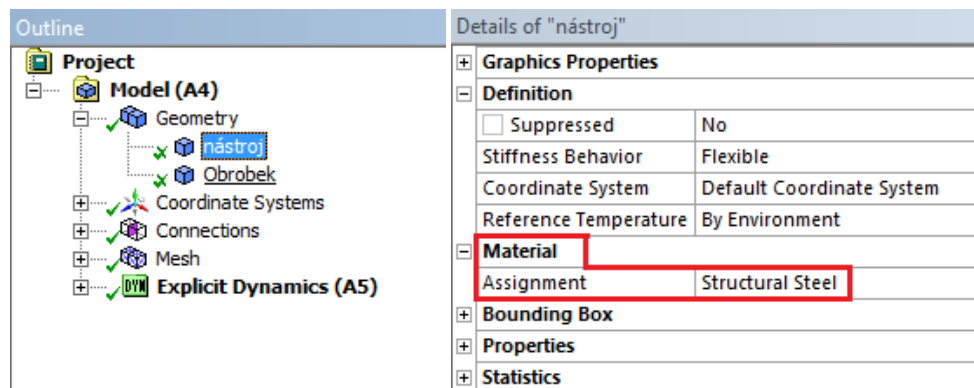 Outline
Project
Model (A4)
Geometry
nástroj
Obrobek
Coordinate Systems
Connections
Mesh
DYN Explicit Dynamics (A5)
Details of "nástroj"
Graphics Properties
Definition
Suppressed No
Stiffness Behavior Flexible
Coordinate System Default Coordinate System
Reference Temperature By Environment
Material
Assignment Structural Steel
Bounding Box
Properties
Statistics